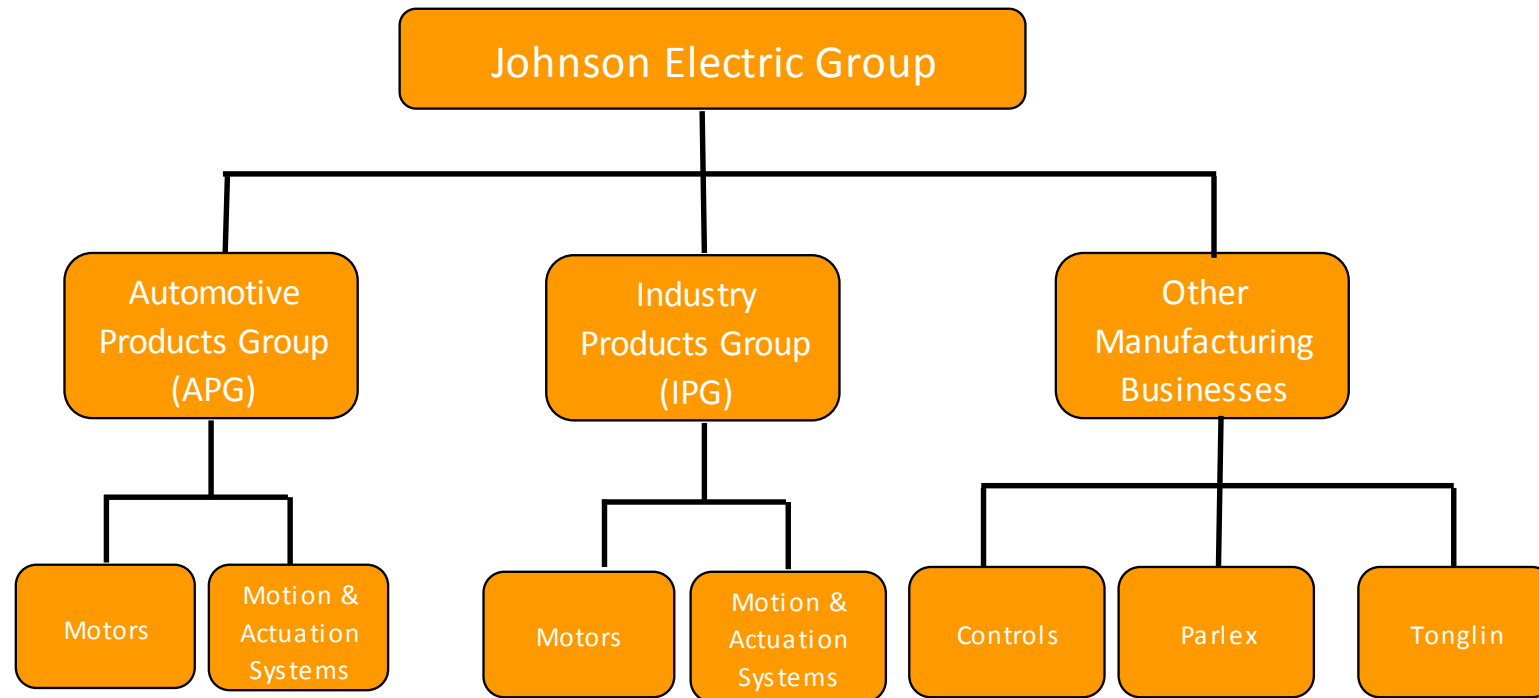 Johnson Electric Group
Automotive
Products Group
(APG)
Industry
Products Group
(IPG)
Other
Manufacturing
Businesses
Motors
Motion &
Actuation
Systems
Motors
Motion &
Actuation
Systems
Controls
Parlex
Tonglin